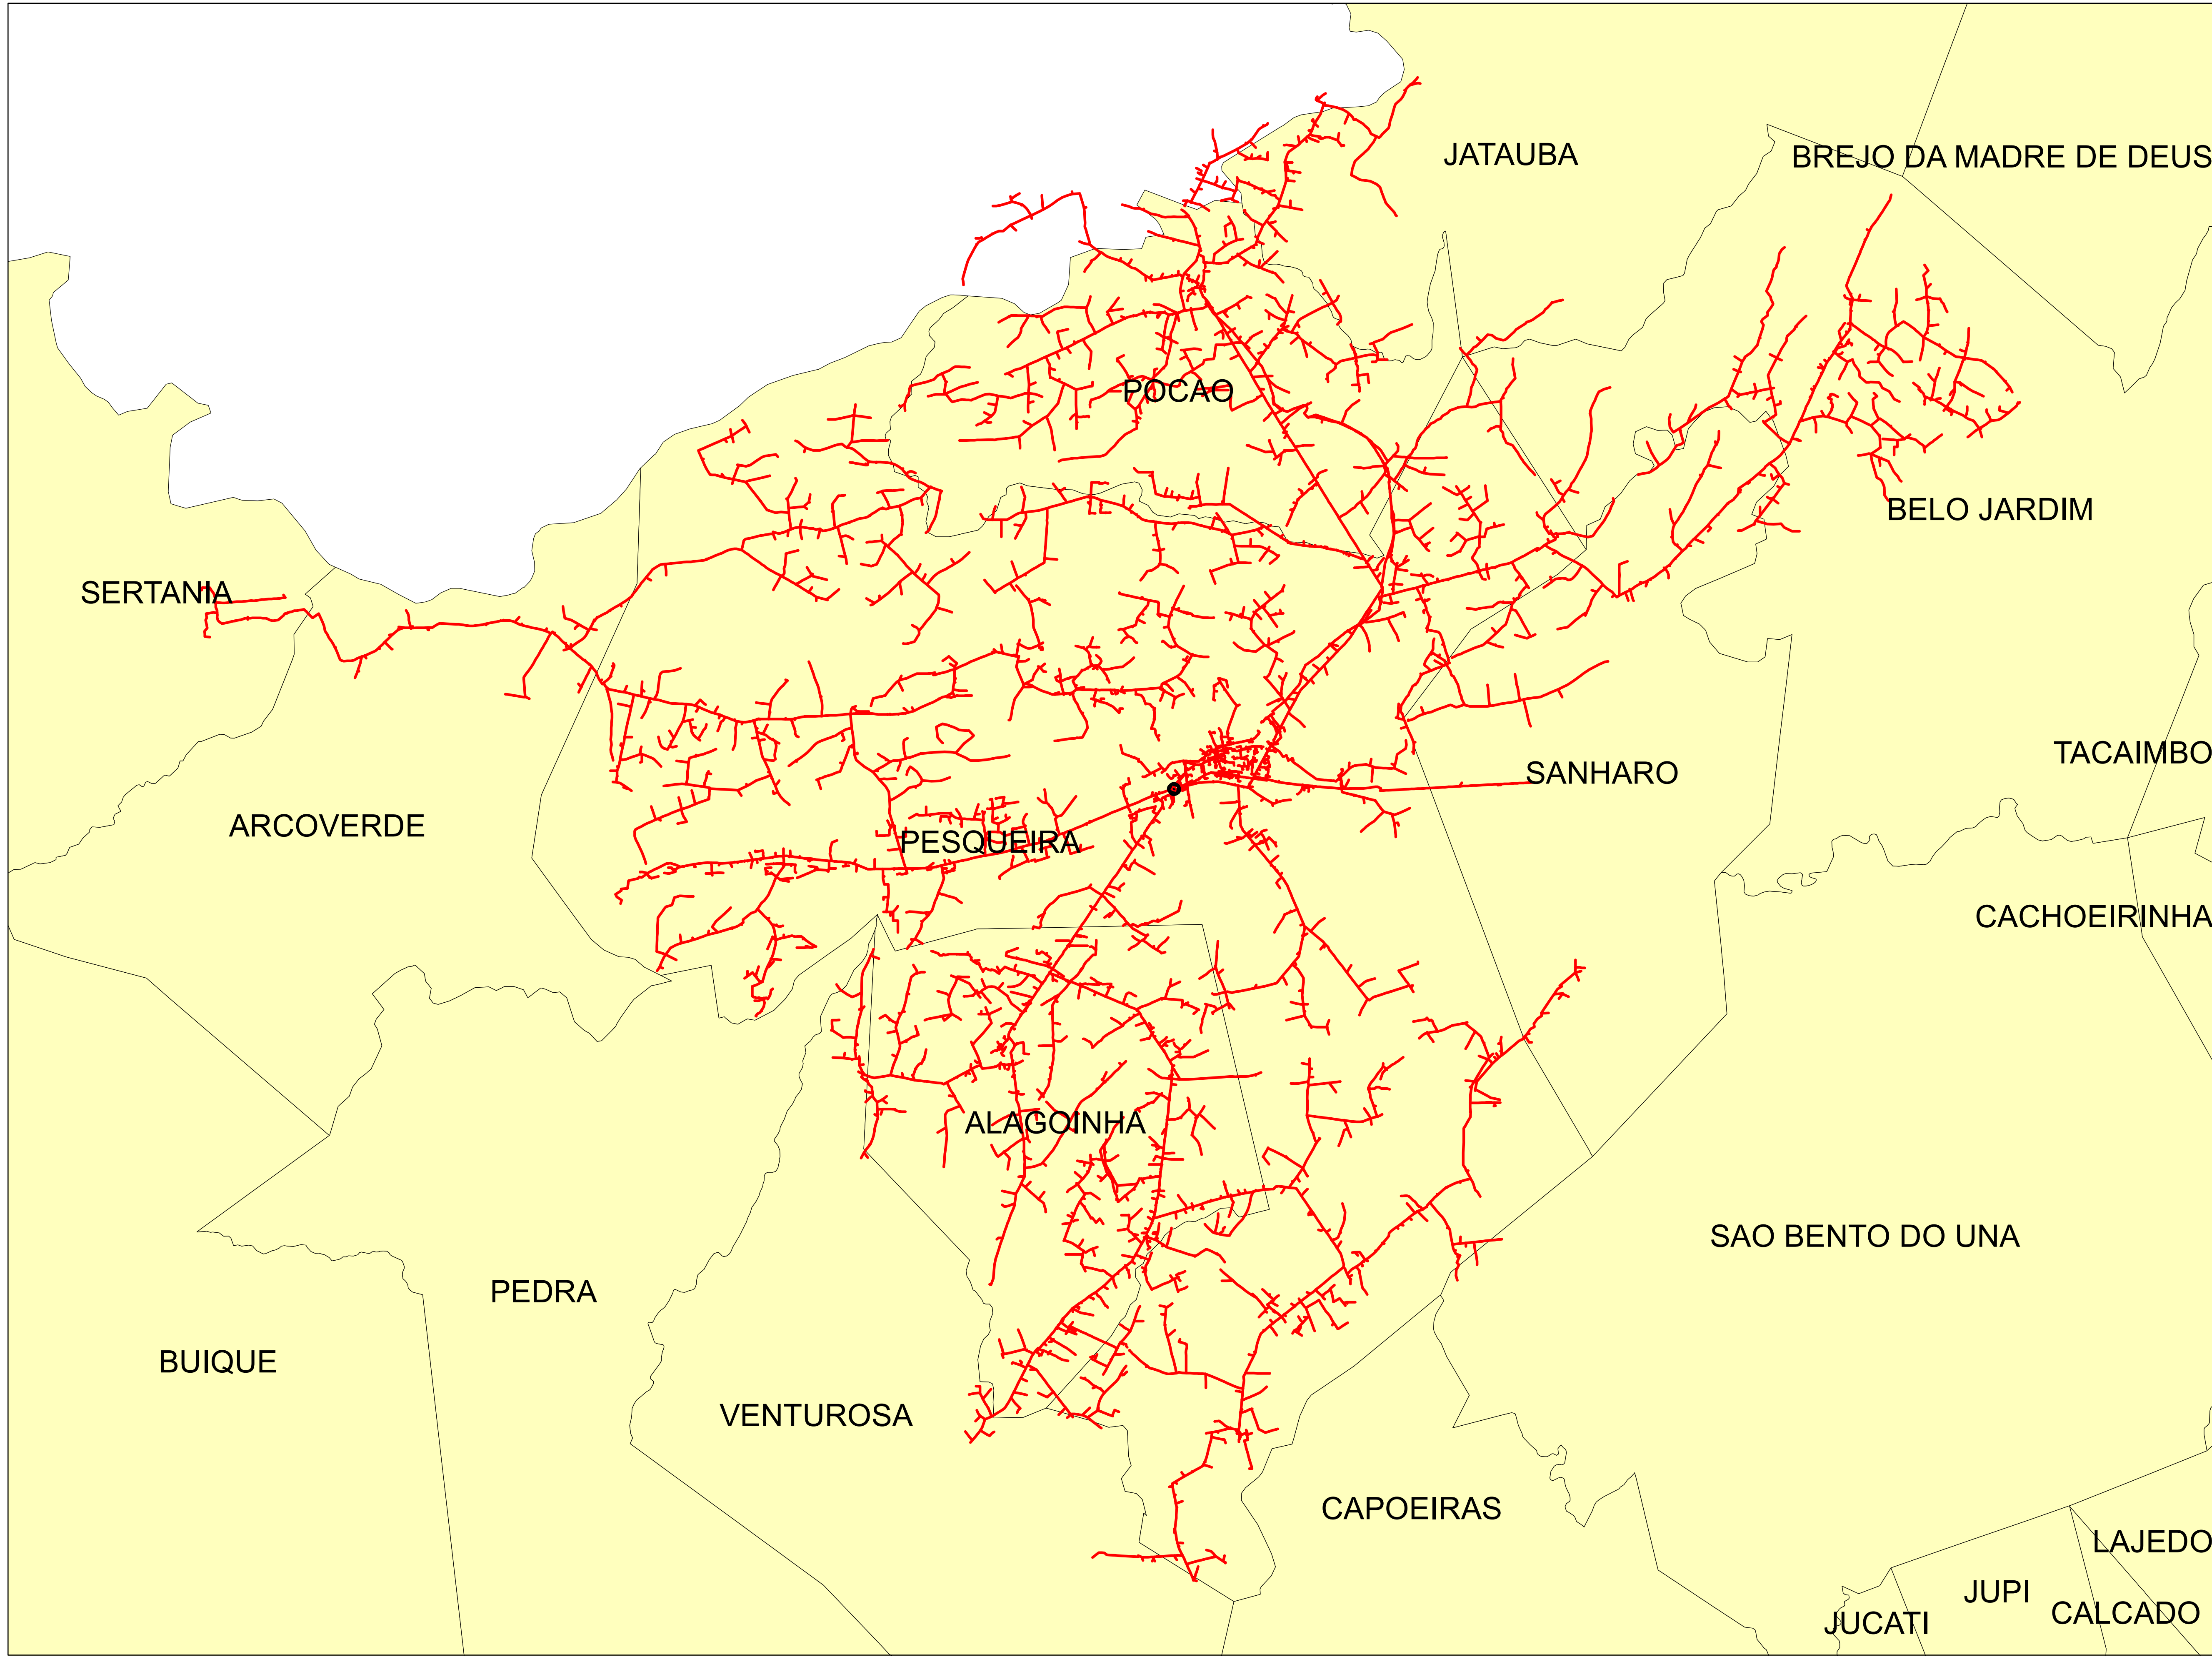 JATAUBA
BREJO DA MADRE DE DEUS
POCAO
BELO JARDIM
SERTANIA
TACAIMBO
SANHARO
ARCOVERDE
PESQUEIRA
CACHOEIRINHA
ALAGOINHA
SAO BENTO DO UNA
PEDRA
BUIQUE
VENTUROSA
CAPOEIRAS
LAJEDO
JUPI
CALCADO
JUCATI